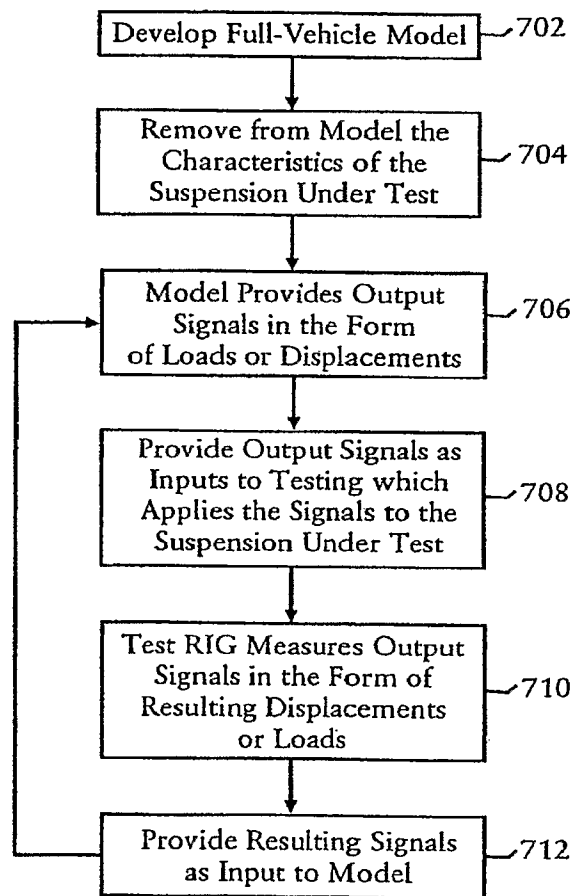 Develop Full-Vehicle Model
702
Remove from Model the
Characteristics of the
Suspension Under Test
704
Model Provides Output
Signals in the Form
of Loads or Displacements
706
Provide Output Signals as
Inputs to Testing which
Applies the Signals to the
Suspension Under Test
708
Test RIG Measures Output
Signals in the Form of
Resulting Displacements
or Loads
710
Provide Resulting Signals
as Input to Model
712